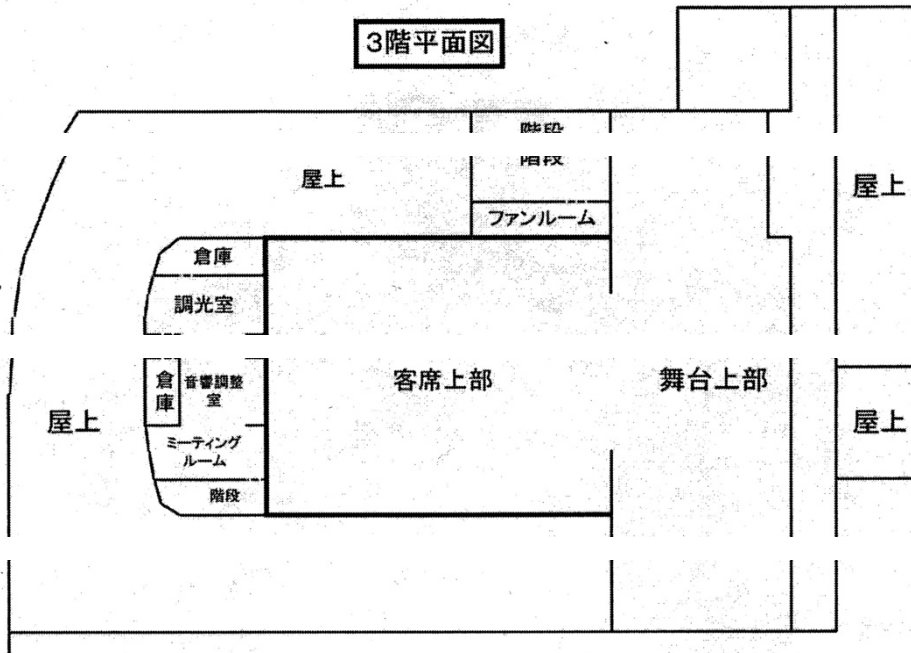 3階平面図
階段
階段
屋上
屋上
ファンルーム
倉庫
調光室
倉庫
音響調整
室
客席上部
舞台上部
屋上
屋上
ミーティング
ルーム
階段